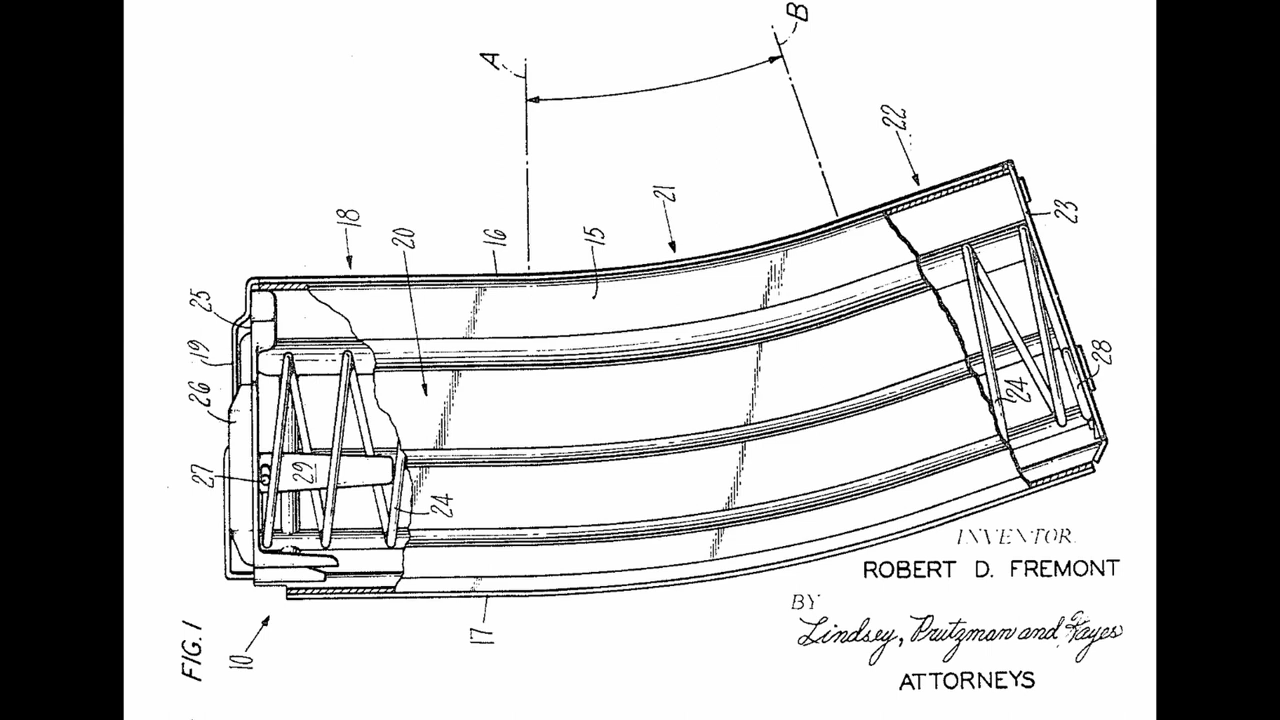 A
B
22
21
18
20
16
15
23
25
19
26
27
29
24
24
28
17
10
FIG. 1
INVENTOR
ROBERT D. FREMONT
BY
Lindsey, Prutzman and Hayes
ATTORNEYS